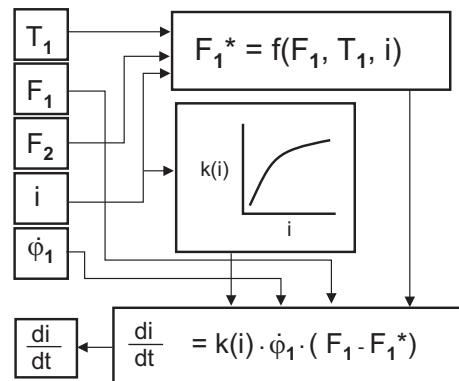 T₁
F₁* = f(F₁, T₁, i)
F₁
F₂
k(i)
i
i
φ̇₁
di/dt
di/dt = k(i) · φ̇₁ · ( F₁ - F₁*)